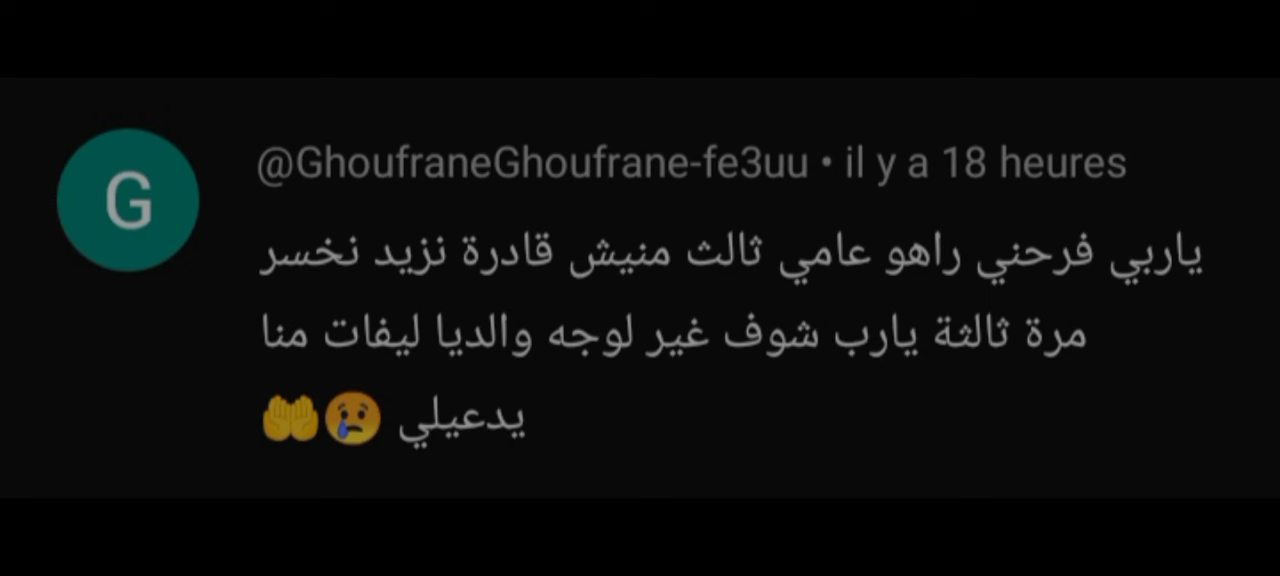 G
@GhoufraneGhoufrane-fe3uu • il y a 18 heures
ياربي فرحني راهو عامي ثالث منيش قادرة نزيد نخسر
مرة ثالثة يارب شوف غير لوجه والديا ليفات منا
يدعيلي 😢🤲